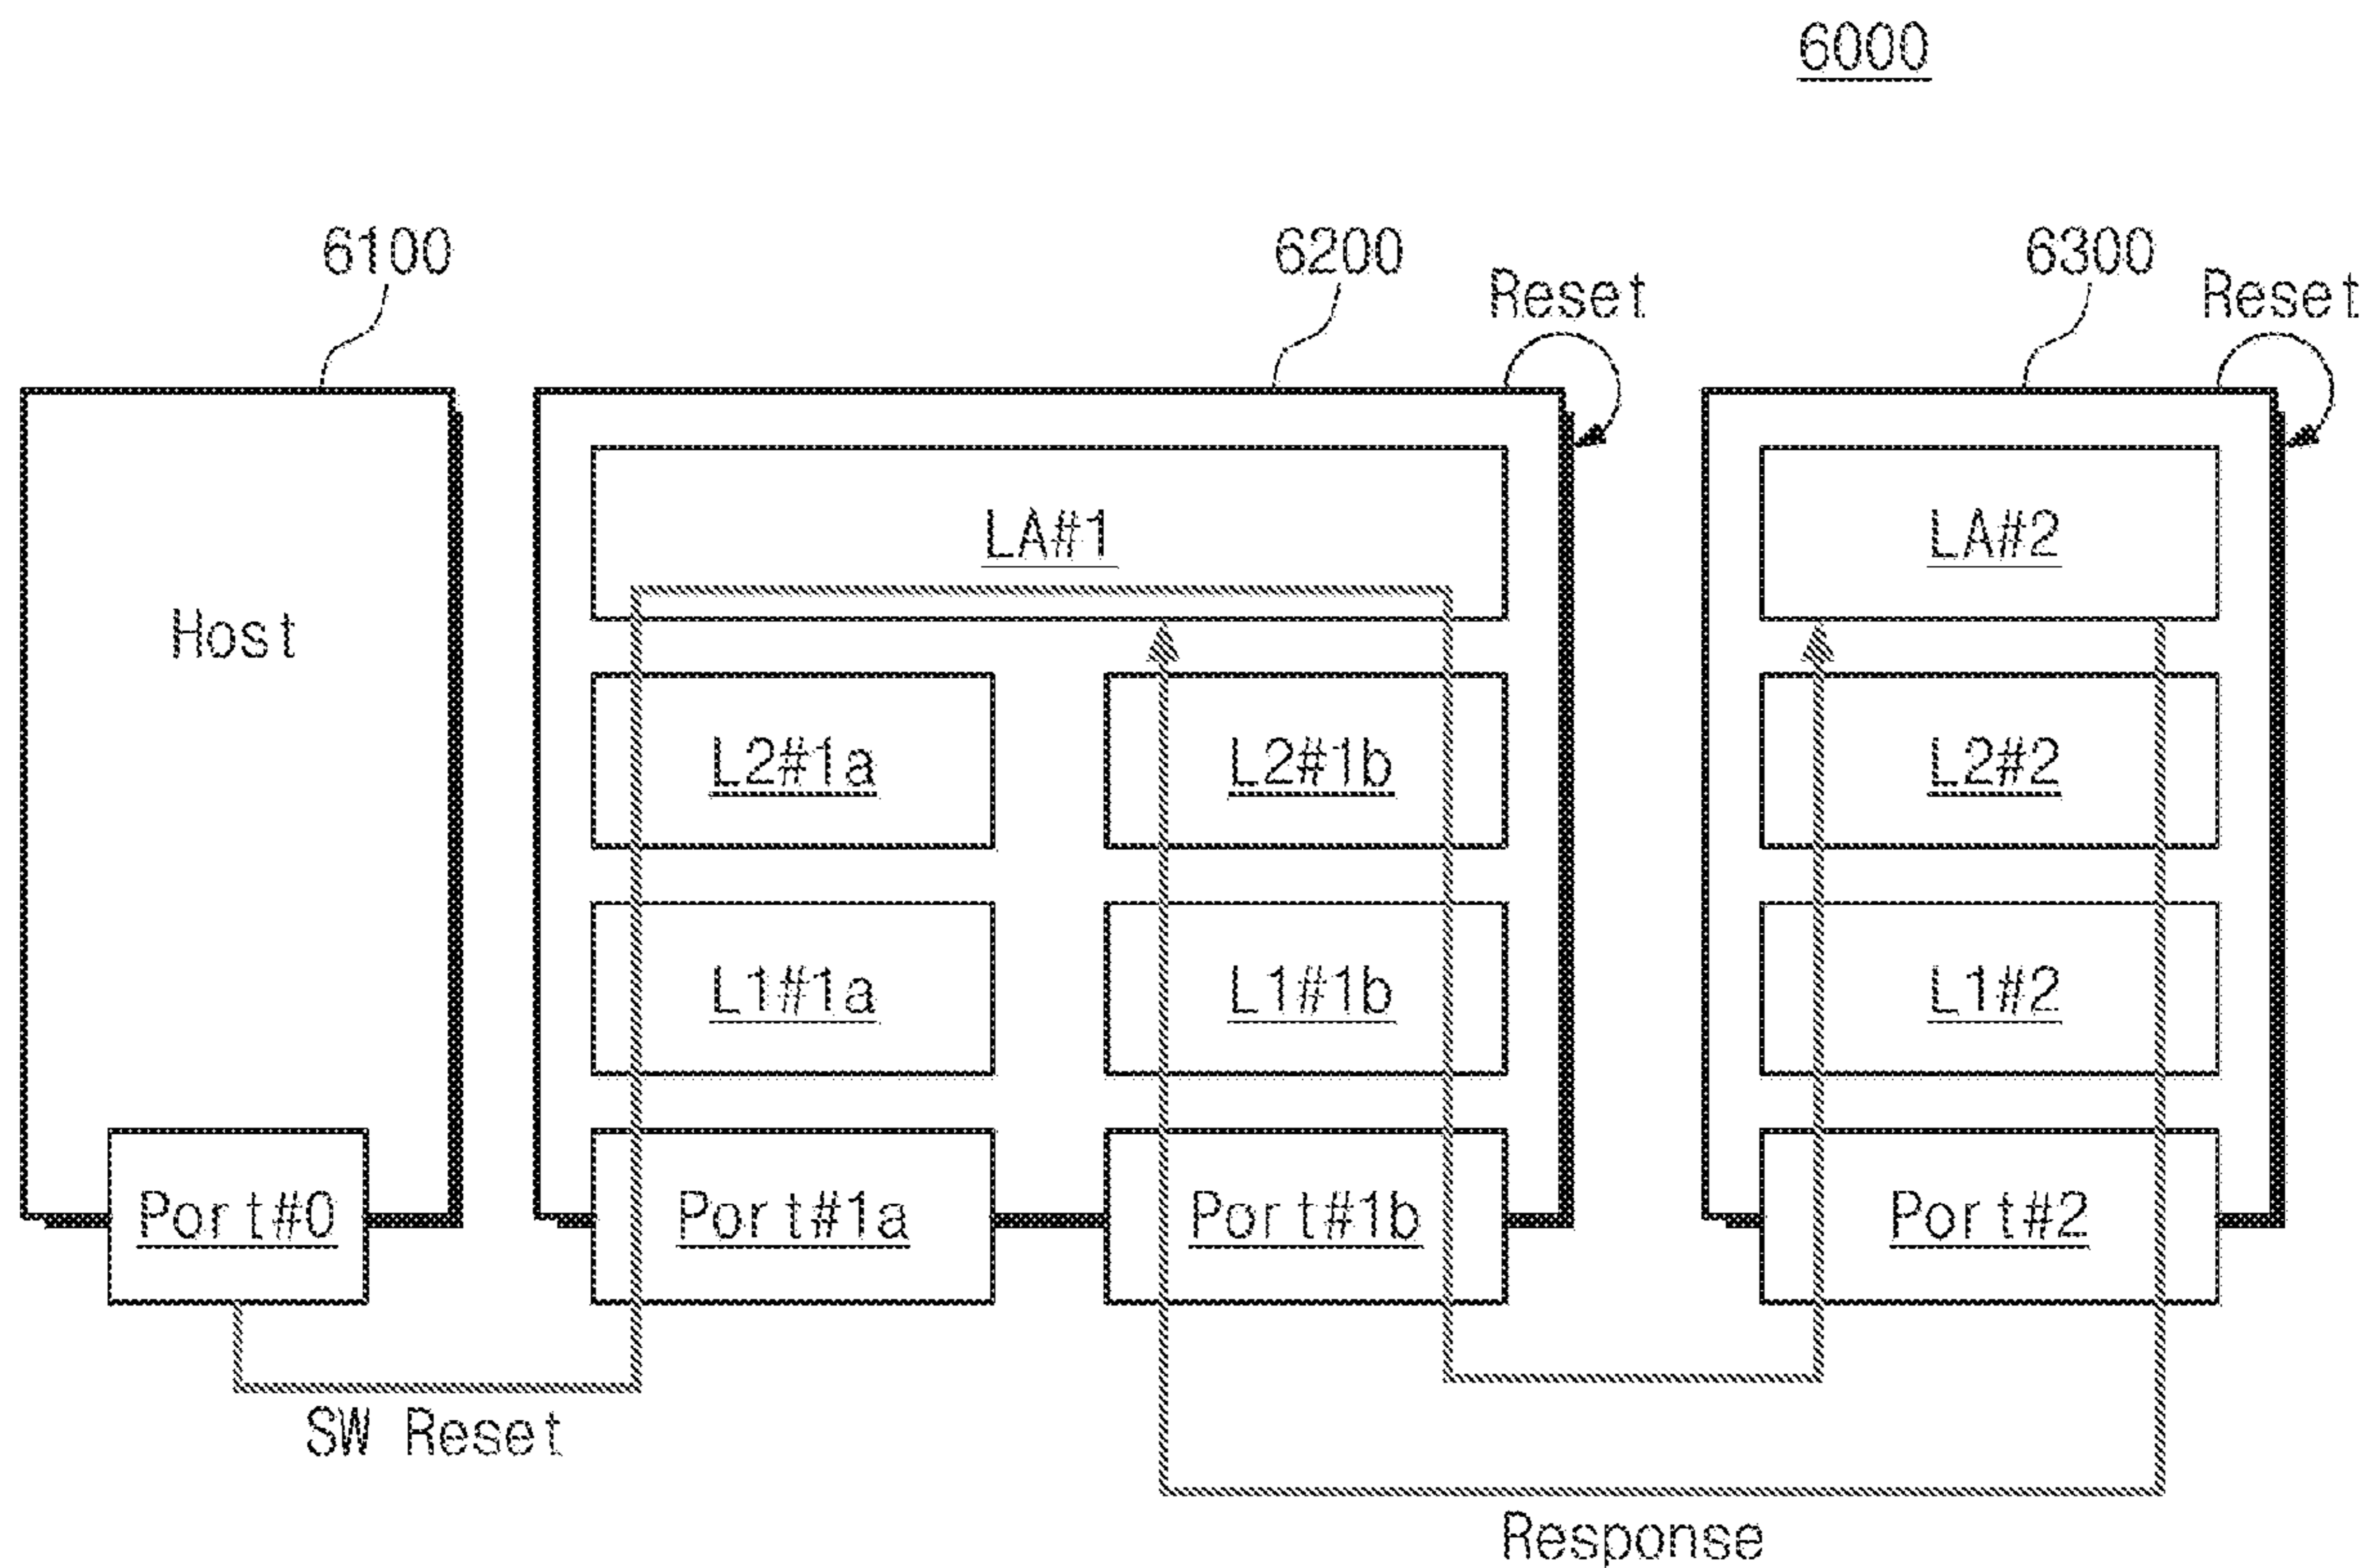 6000
6100
6200
Reset
6300
Reset
Host
LA#1
LA#2
L2#1a
L2#1b
L2#2
L1#1a
L1#1b
L1#2
Port#0
Port#1a
Port#1b
Port#2
SW Reset
Response